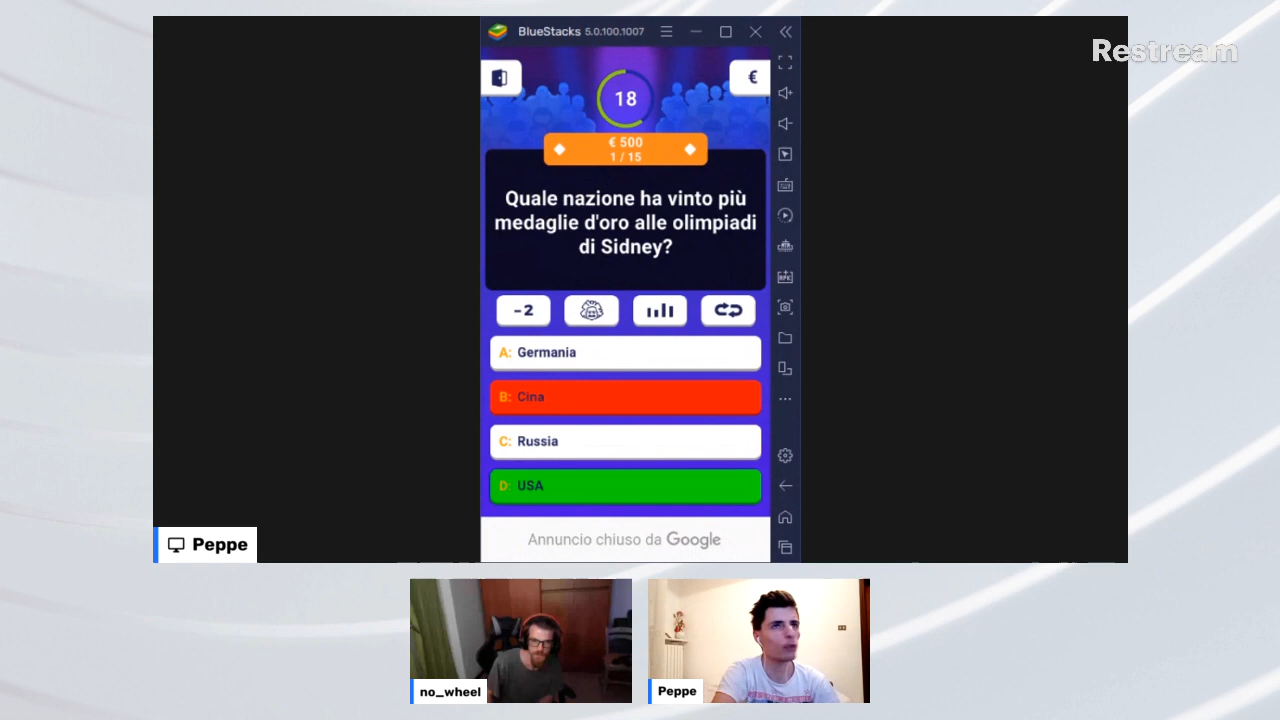 BlueStacks 5.0.100.1007
Restream
€
18
€ 500
1 / 15
Quale nazione ha vinto più
medaglie d'oro alle olimpiadi
di Sidney?
-2
A: Germania
B: Cina
C: Russia
D: USA
Annuncio chiuso da Google
Peppe
no_wheel
Peppe